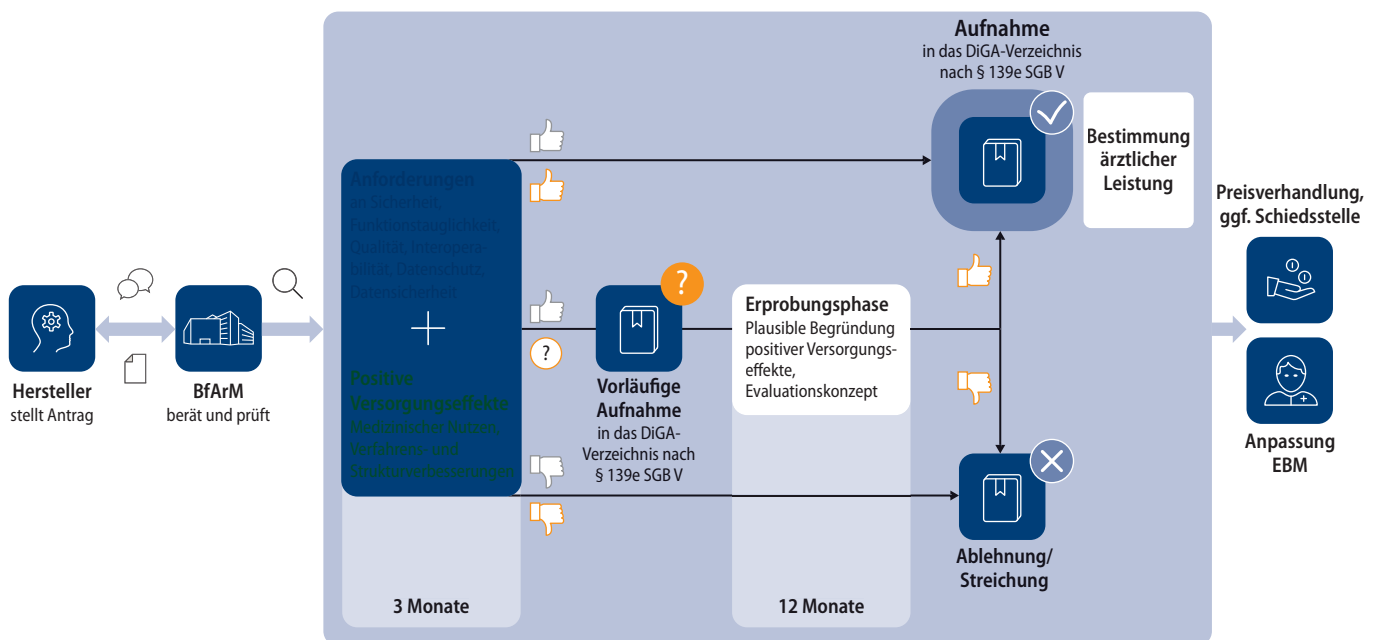 Hersteller
stellt Antrag
BfArM
berät und prüft
Anforderungen
an Sicherheit,
Funktionstauglichkeit,
Qualität, Interopera-
bilität, Datenschutz,
Datensicherheit
Positive
Versorgungseffekte
Medizinischer Nutzen,
Verfahrens- und
Strukturverbesserungen
3 Monate
?
?
Vorläufige
Aufnahme
in das DiGA-
Verzeichnis nach
§ 139e SGB V
Erprobungsphase
Plausible Begründung
positiver Versorgungs-
effekte,
Evaluationskonzept
12 Monate
Aufnahme
in das DiGA-Verzeichnis
nach § 139e SGB V
Bestimmung
ärztlicher
Leistung
Ablehnung/
Streichung
Preisverhandlung,
ggf. Schiedsstelle
Anpassung
EBM